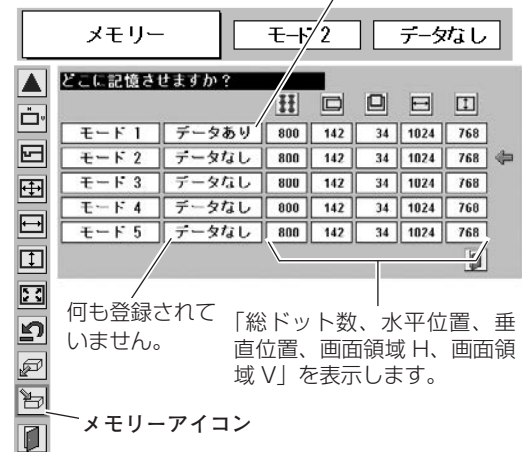 メモリー モード 2 データなし
どこに記憶させますか？
モード 1 データあり 800 142 34 1024 768
モード 2 データなし 800 142 34 1024 768
モード 3 データなし 800 142 34 1024 768
モード 4 データなし 800 142 34 1024 768
モード 5 データなし 800 142 34 1024 768
何も登録されて
いません。
「総ドット数、水平位置、垂
直位置、画面領域 H、画面領
域 V」を表示します。
メモリーアイコン